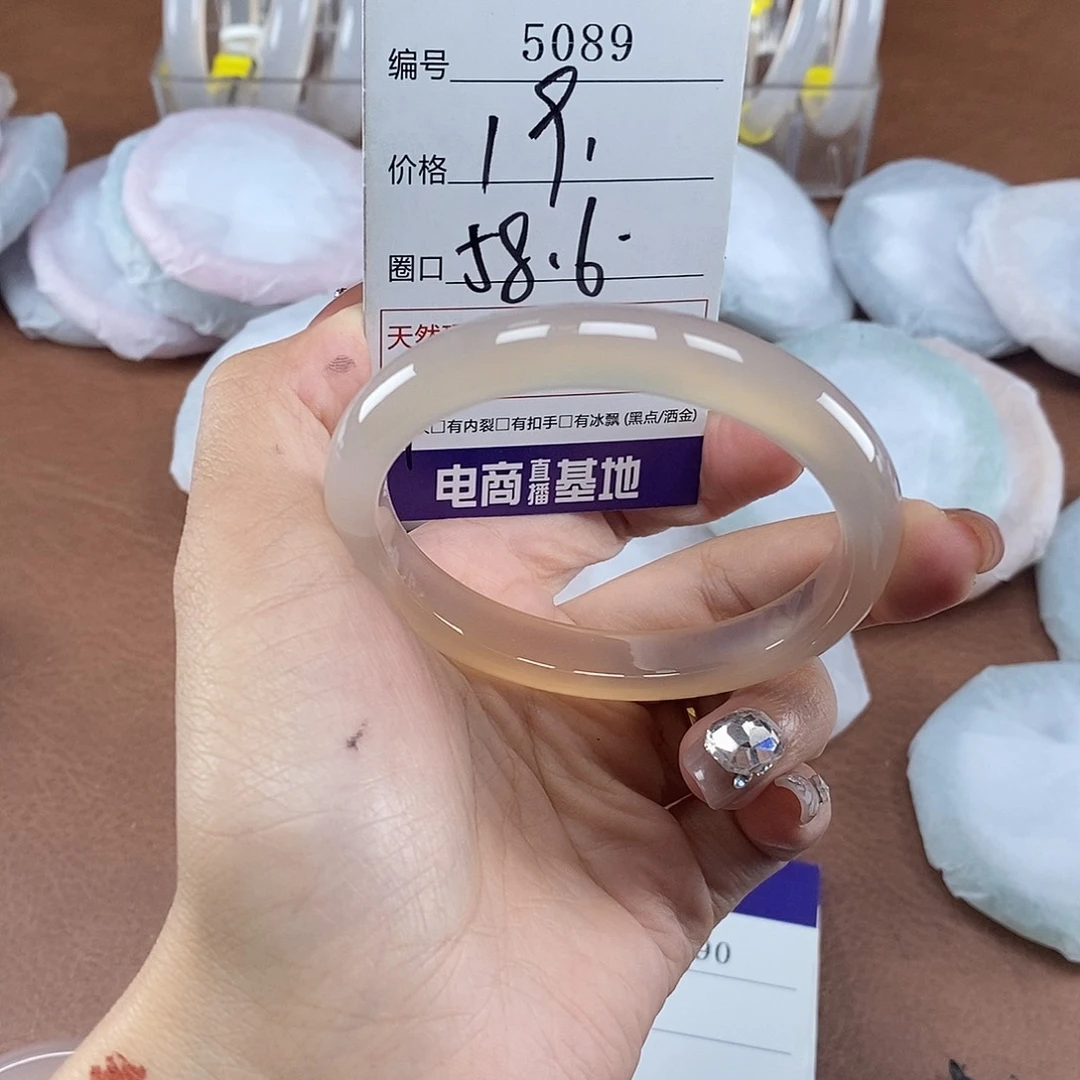 编号 5089
价格 19.
圈口 58.6
天然
□有内裂□有扣手□有冰飘(黑点/洒金)
电商直播基地
90